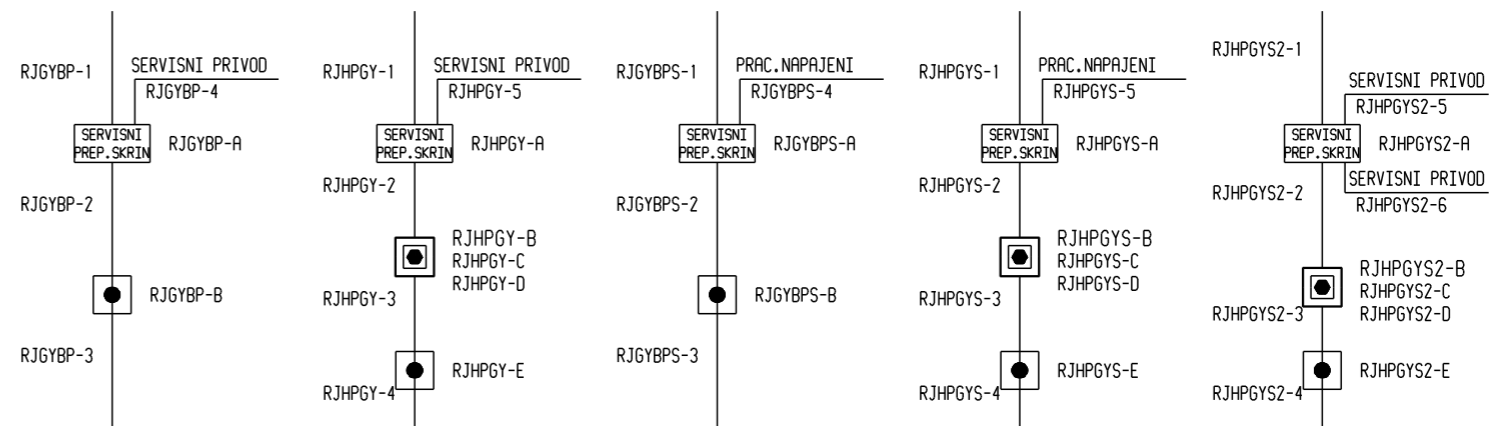 RJGYBP-1
SERVISNI PRIVOD
RJGYBP-4
SERVISNI
PREP.SKRIN
RJGYBP-A
RJGYBP-2
RJGYBP-B
RJGYBP-3
RJHPGY-1
SERVISNI PRIVOD
RJHPGY-5
SERVISNI
PREP.SKRIN
RJHPGY-A
RJHPGY-2
RJHPGY-B
RJHPGY-C
RJHPGY-D
RJHPGY-3
RJHPGY-E
RJHPGY-4
RJGYBPS-1
PRAC.NAPAJENI
RJGYBPS-4
SERVISNI
PREP.SKRIN
RJGYBPS-A
RJGYBPS-2
RJGYBPS-B
RJGYBPS-3
RJHPGYS-1
PRAC.NAPAJENI
RJHPGYS-5
SERVISNI
PREP.SKRIN
RJHPGYS-A
RJHPGYS-2
RJHPGYS-B
RJHPGYS-C
RJHPGYS-D
RJHPGYS-3
RJHPGYS-E
RJHPGYS-4
RJHPGYS2-1
SERVISNI PRIVOD
RJHPGYS2-5
SERVISNI
PREP.SKRIN
RJHPGYS2-A
SERVISNI PRIVOD
RJHPGYS2-2
RJHPGYS2-6
RJHPGYS2-B
RJHPGYS2-C
RJHPGYS2-3
RJHPGYS2-D
RJHPGYS2-E
RJHPGYS2-4